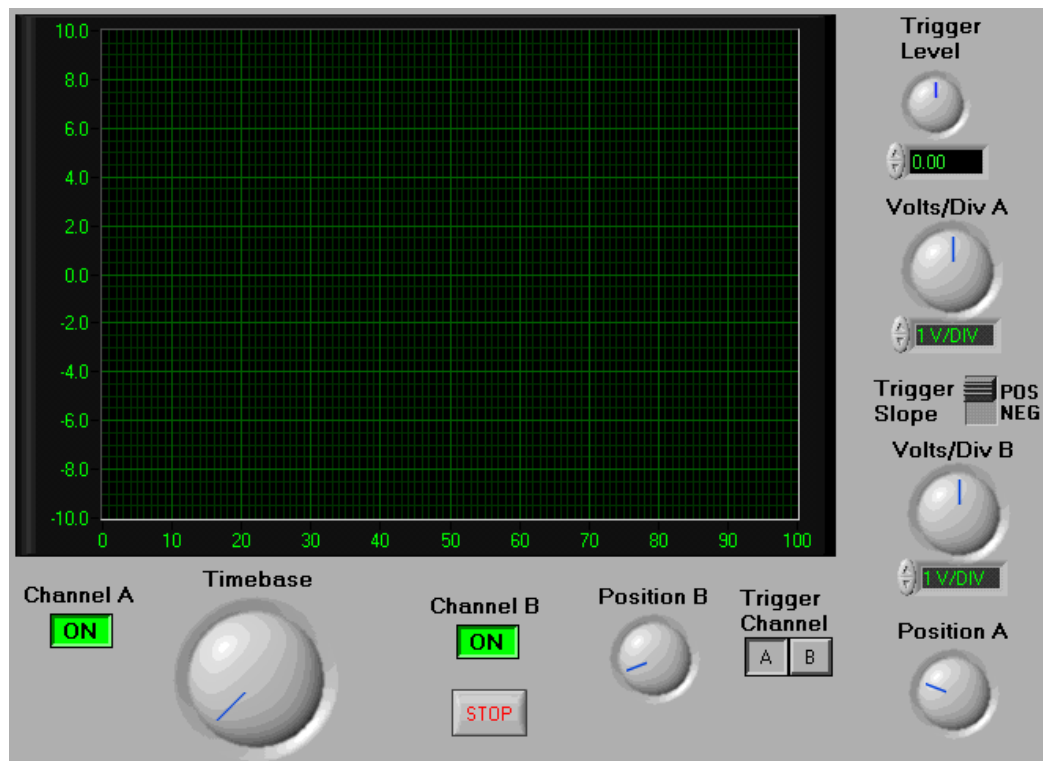 Trigger
Level
10.0
8.0
6.0
4.0
2.0
0.0
-2.0
-4.0
-6.0
-8.0
-10.0
0 10 20 30 40 50 60 70 80 90 100
0.00
Volts/Div A
1 V/DIV
Trigger
Slope
POS
NEG
Volts/Div B
1 V/DIV
Channel A
ON
Timebase
Channel B
ON
STOP
Position B
Trigger
Channel
A B
Position A